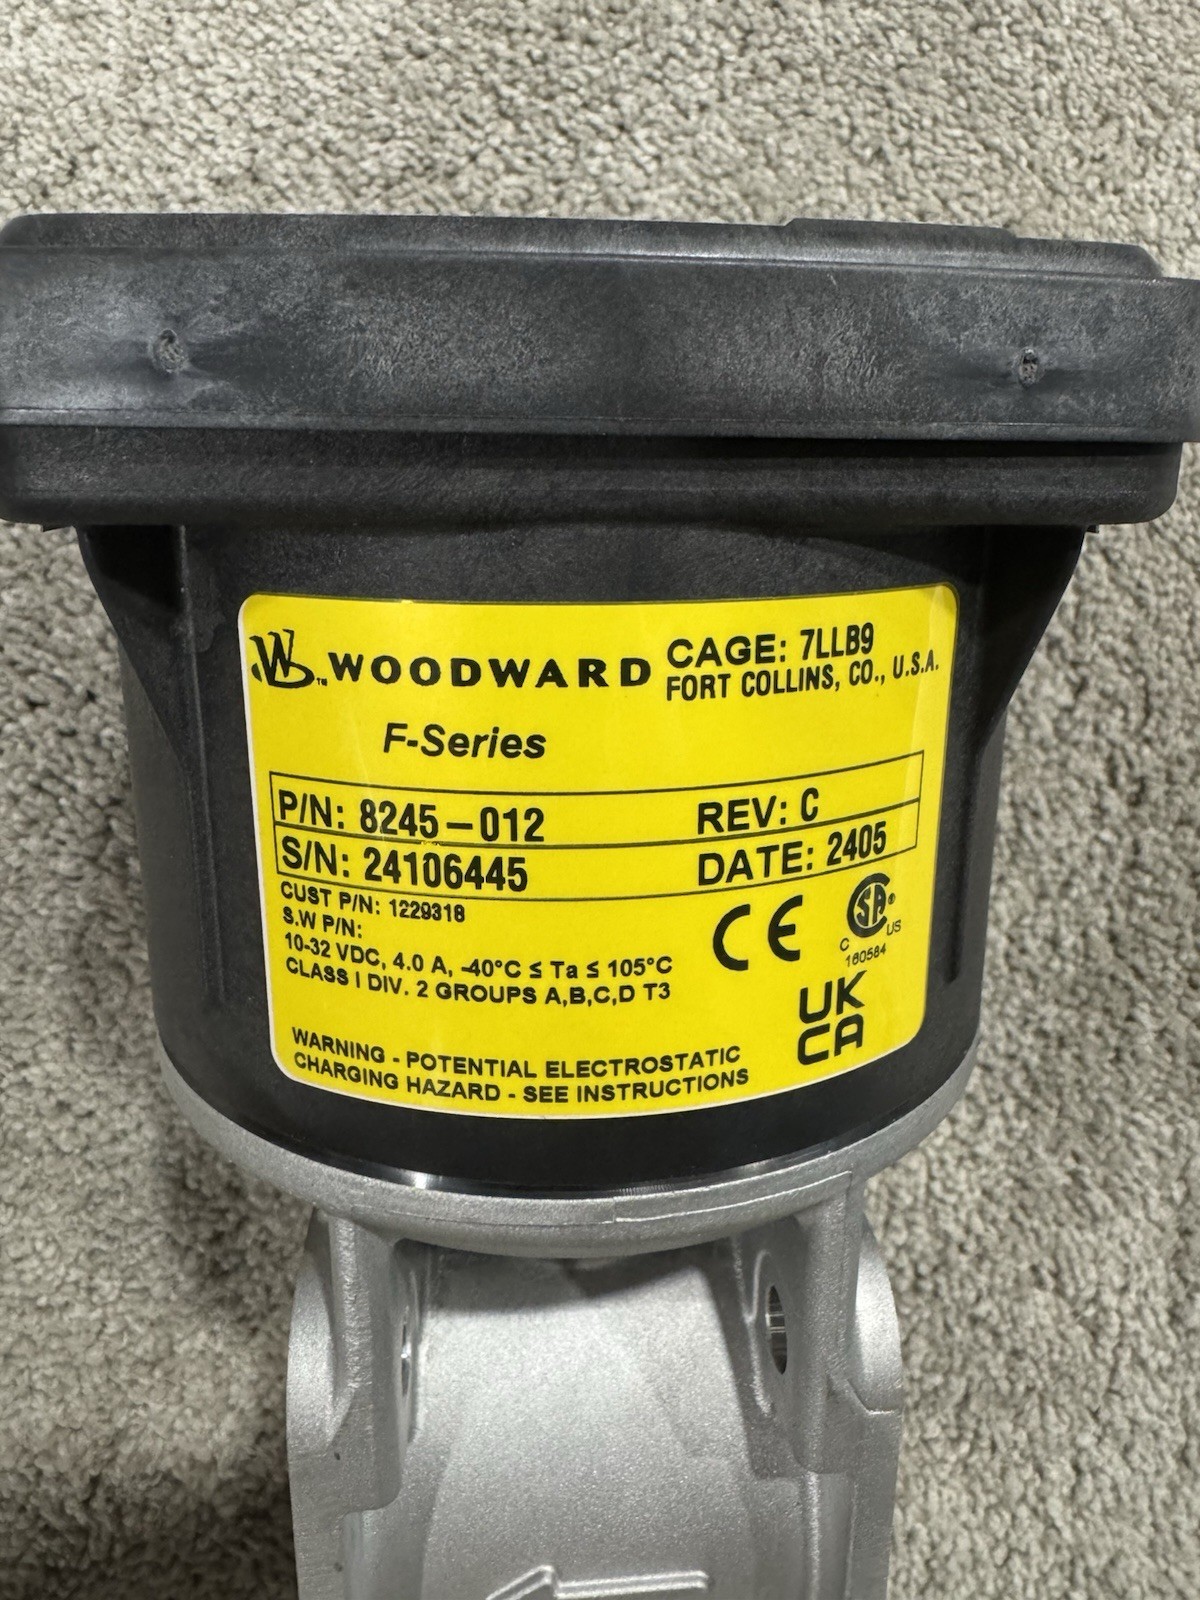 WOODWARD
CAGE: 7LLB9
FORT COLLINS, CO., U.S.A.
F-Series
P/N: 8245-012 REV: C
S/N: 24106445 DATE: 2405
CUST P/N: 1229318
S.W P/N:
10-32 VDC, 4.0 A, -40°C ≤ Ta ≤ 105°C
CLASS I DIV. 2 GROUPS A,B,C,D T3
CE
SA®
C US
160584
UK
CA
WARNING - POTENTIAL ELECTROSTATIC
CHARGING HAZARD - SEE INSTRUCTIONS